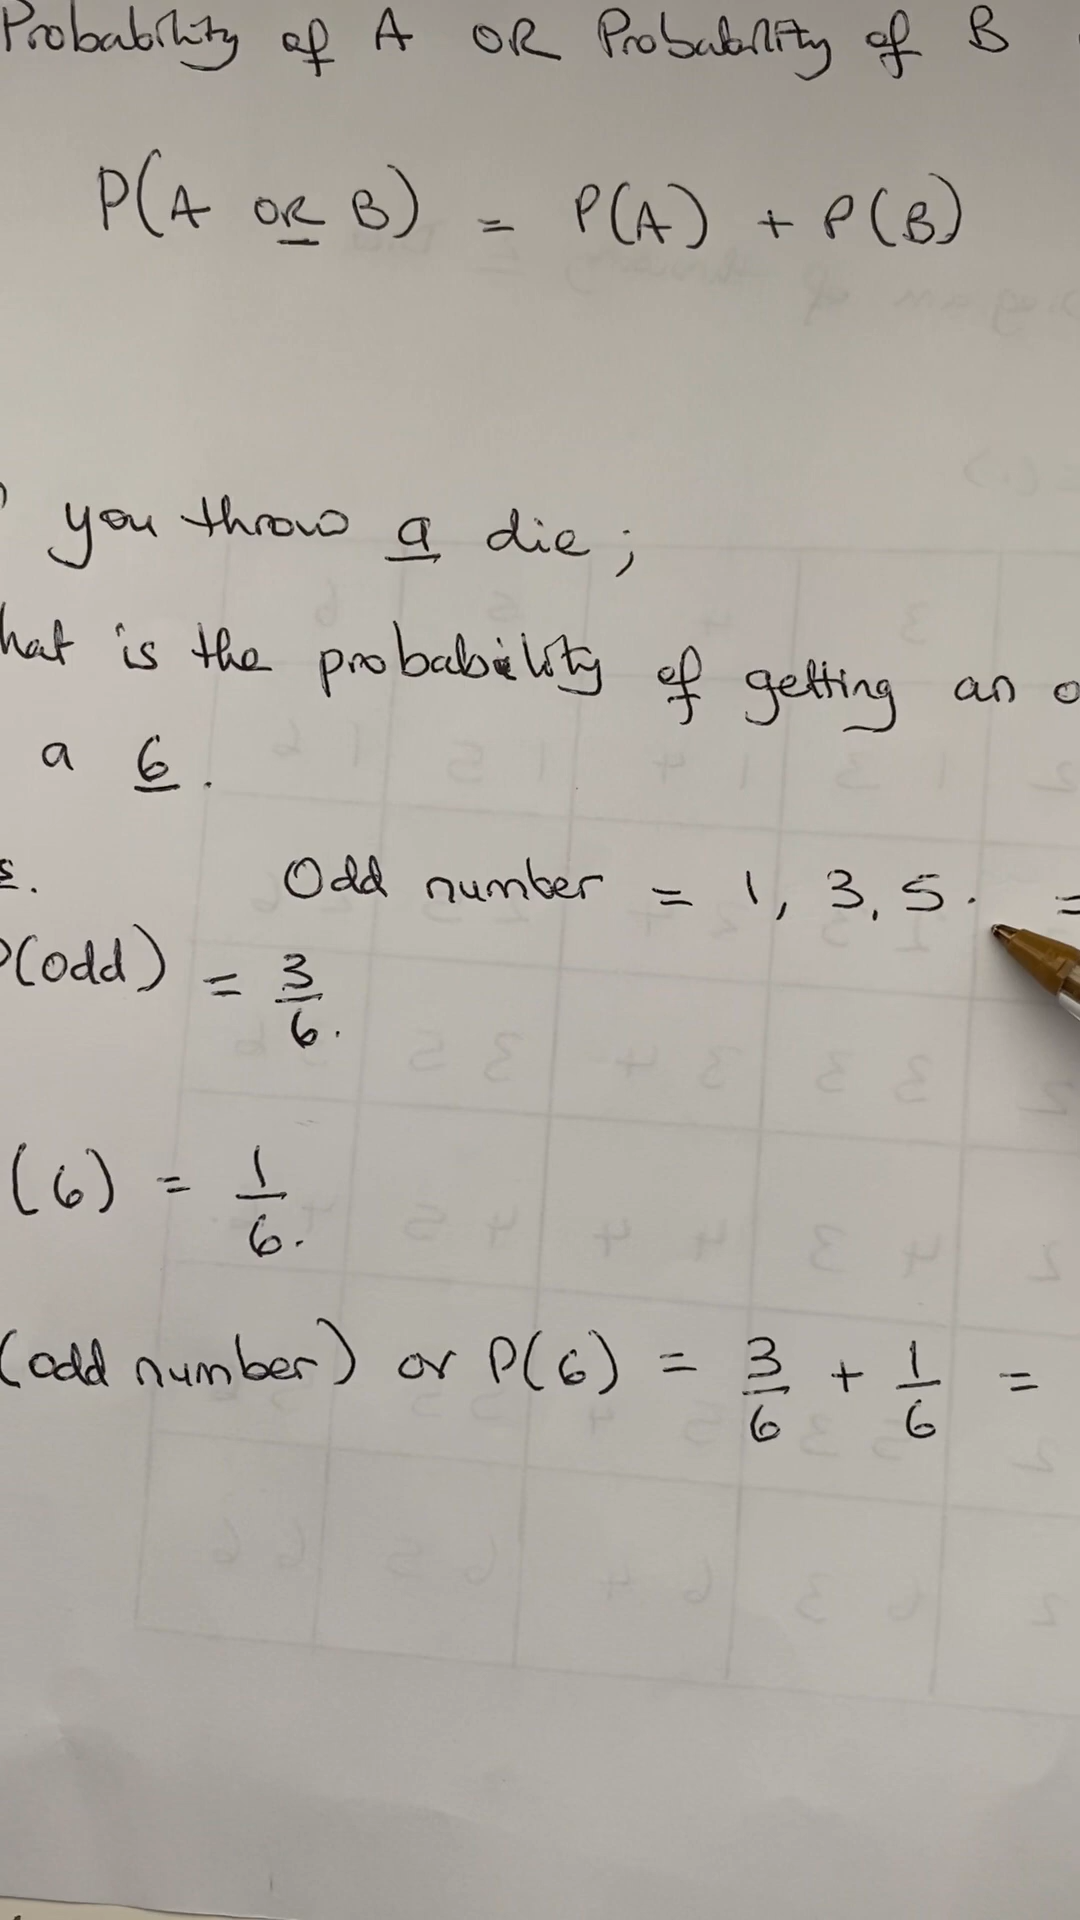 Probability of A OR Probability of B
P(A OR B) = P(A) + P(B)
you throw a die;
hat is the probability of getting an o
a 6.
s. Odd number = 1, 3, 5. =
P(odd) = 3/6.
(6) = 1/6.
(odd number) or P(6) = 3/6 + 1/6 =